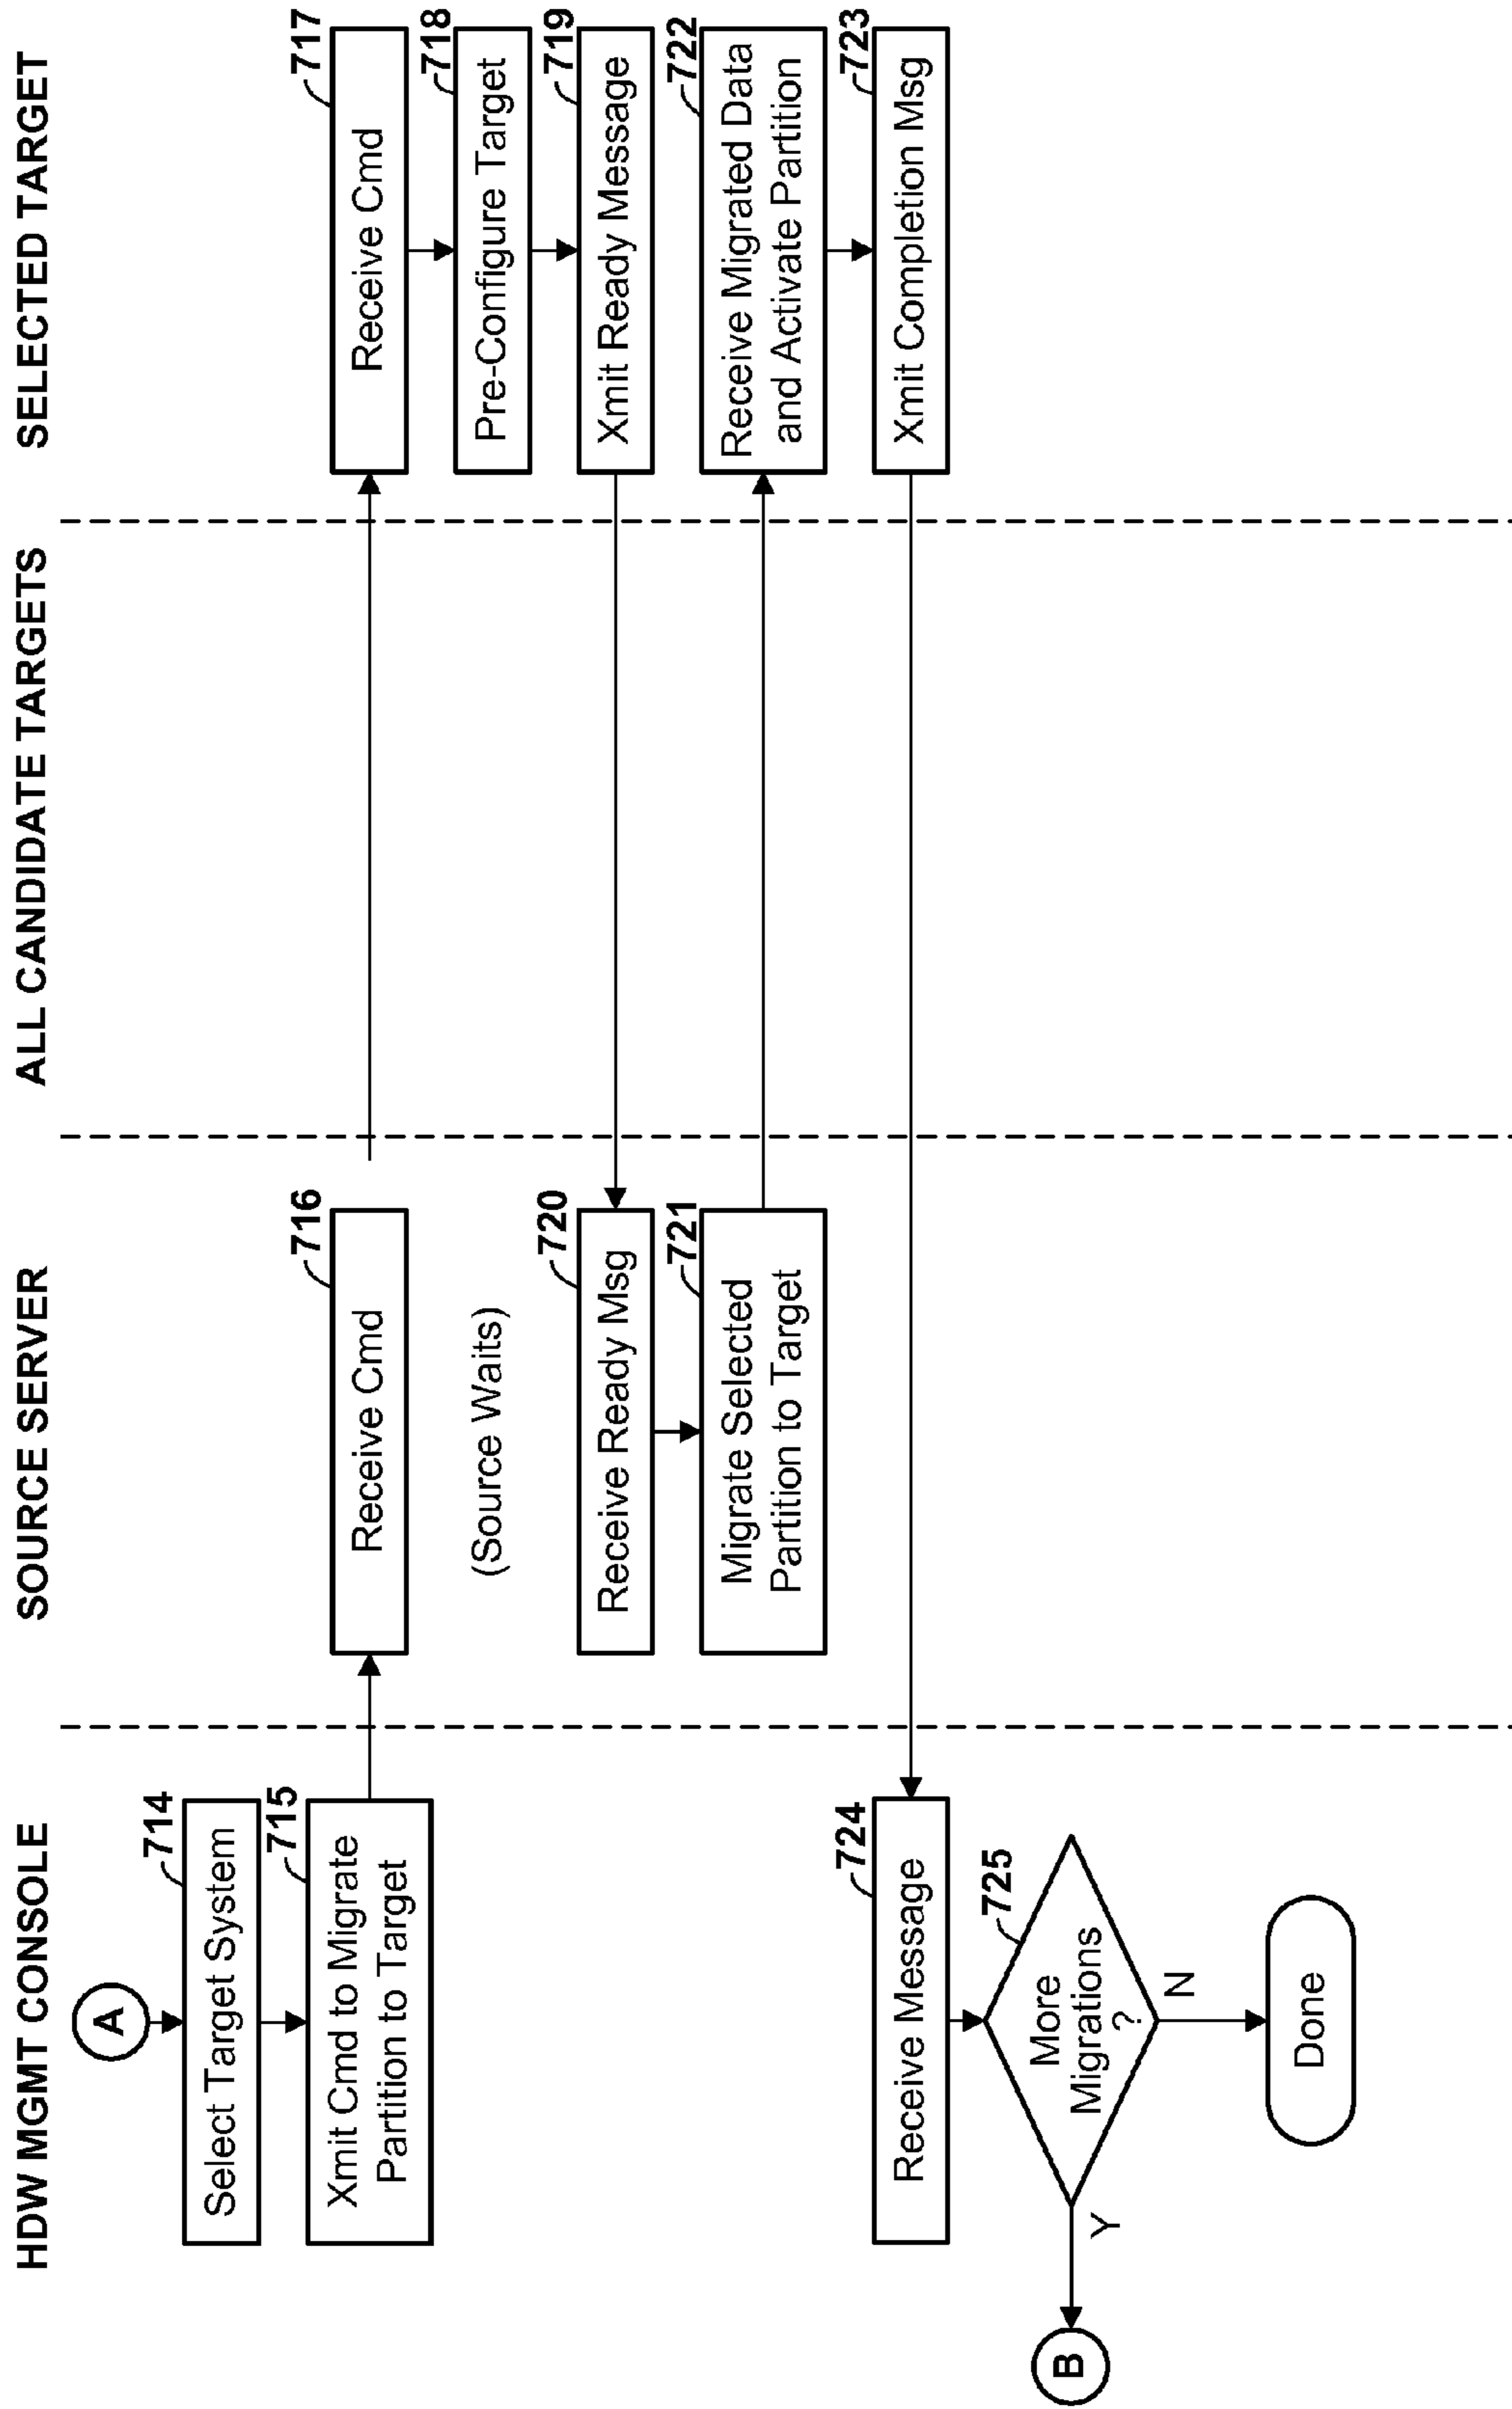 HDW MGMT CONSOLE
SOURCE SERVER
ALL CANDIDATE TARGETS
SELECTED TARGET
A
714
Select Target System
715
Xmit Cmd to Migrate
Partition to Target
716
Receive Cmd
717
Receive Cmd
(Source Waits)
718
Pre-Configure Target
719
Xmit Ready Message
720
Receive Ready Msg
721
Migrate Selected
Partition to Target
722
Receive Migrated Data
and Activate Partition
723
Xmit Completion Msg
724
Receive Message
725
More
Migrations
?
Y
N
B
Done